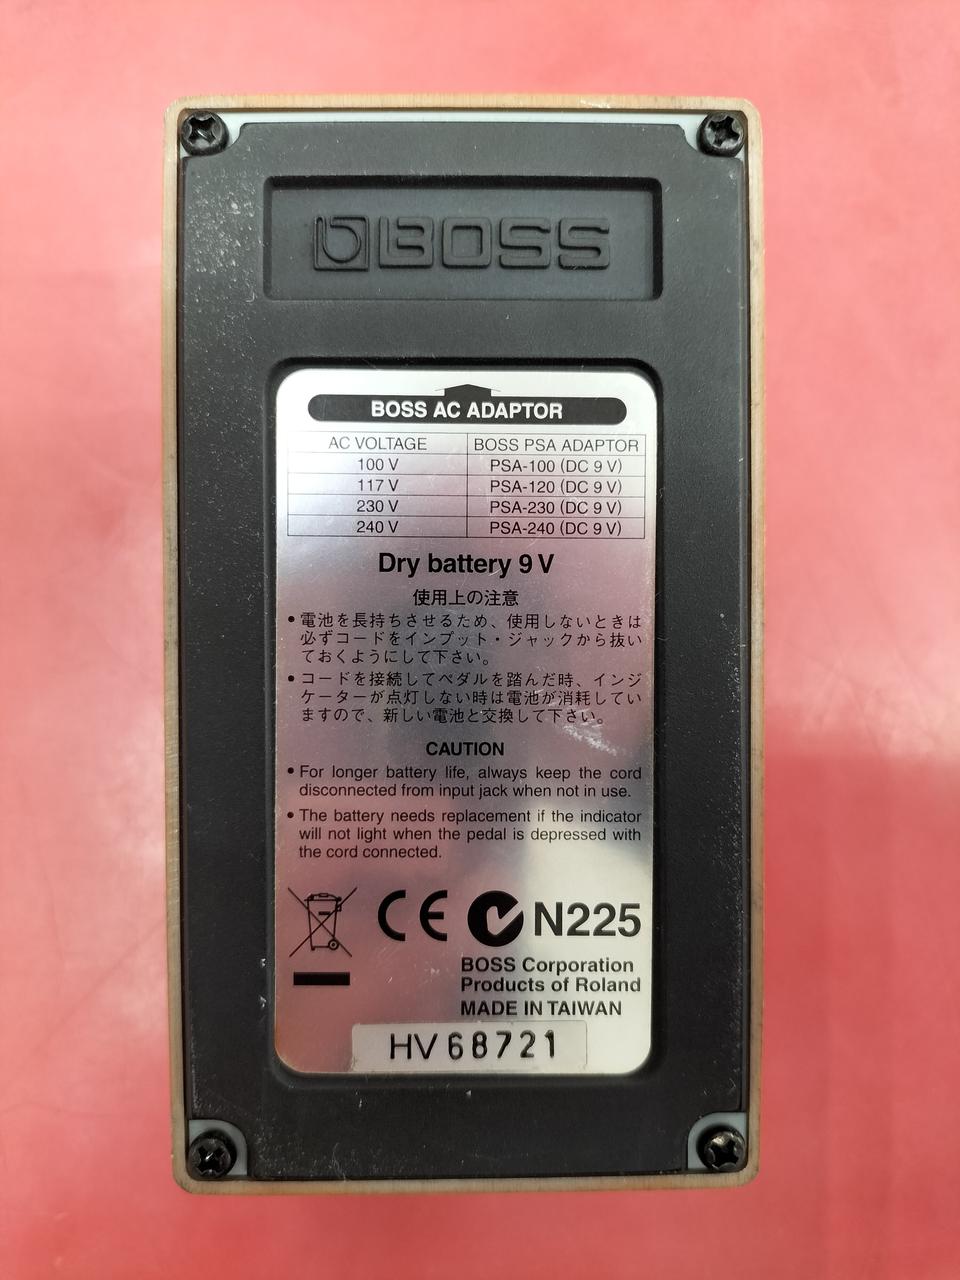 BOSS
BOSS AC ADAPTOR
AC VOLTAGE BOSS PSA ADAPTOR
100 V PSA-100 (DC 9 V)
117 V PSA-120 (DC 9 V)
230 V PSA-230 (DC 9 V)
240 V PSA-240 (DC 9 V)
Dry battery 9 V
使用上の注意
• 電池を長持ちさせるため、使用しないときは
必ずコードをインプット・ジャックから抜い
ておくようにして下さい。
• コードを接続してペダルを踏んだ時、インジ
ケーターが点灯しない時は電池が消耗してい
ますので、新しい電池と交換して下さい。
CAUTION
• For longer battery life, always keep the cord
disconnected from input jack when not in use.
• The battery needs replacement if the indicator
will not light when the pedal is depressed with
the cord connected.
CE N225
BOSS Corporation
Products of Roland
MADE IN TAIWAN
HV68721